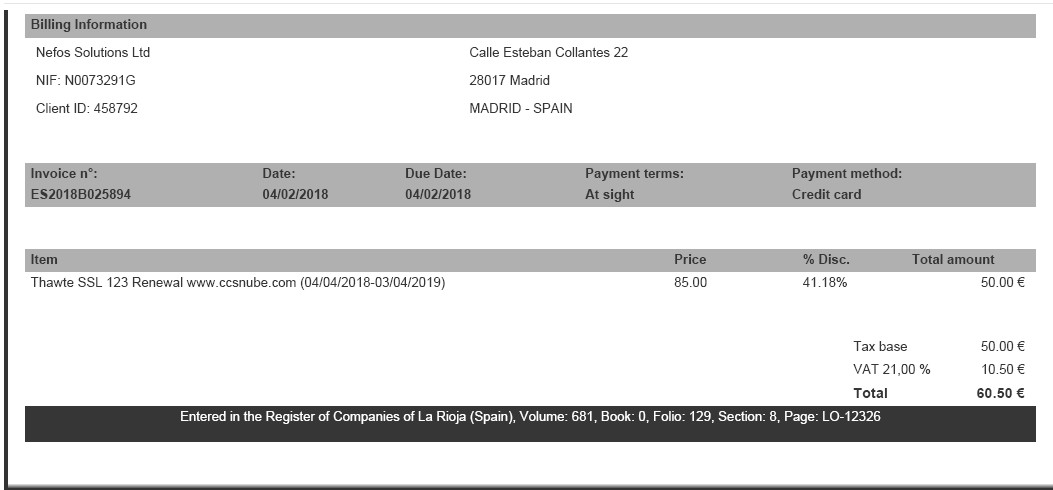 Billing Information
Nefos Solutions Ltd Calle Esteban Collantes 22
NIF: N0073291G 28017 Madrid
Client ID: 458792 MADRID - SPAIN
Invoice n°: Date: Due Date: Payment terms: Payment method:
ES2018B025894 04/02/2018 04/02/2018 At sight Credit card
Item Price % Disc. Total amount
Thawte SSL 123 Renewal www.ccsnube.com (04/04/2018-03/04/2019) 85.00 41.18% 50.00 €
Tax base 50.00 €
VAT 21,00 % 10.50 €
Total 60.50 €
Entered in the Register of Companies of La Rioja (Spain), Volume: 681, Book: 0, Folio: 129, Section: 8, Page: LO-12326